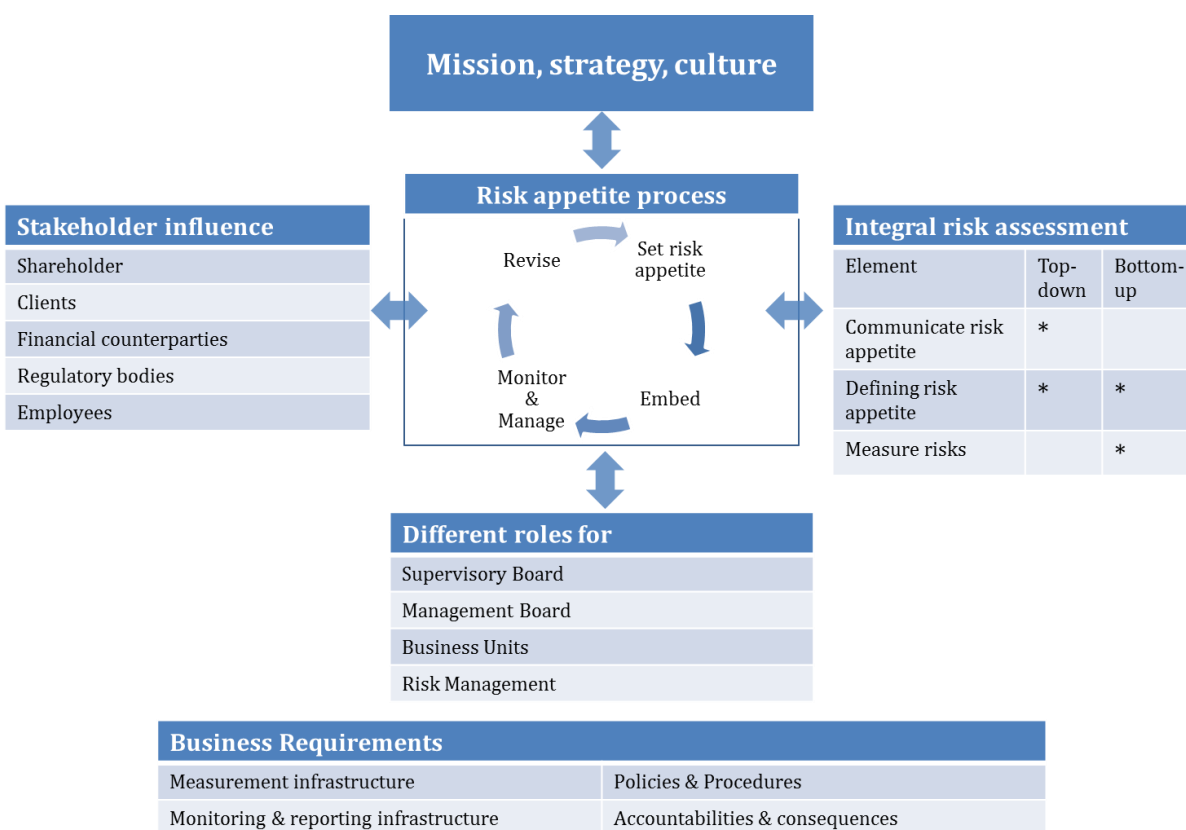 Mission, strategy, culture
Risk appetite process
Revise
Set risk
appetite
Embed
Monitor
&
Manage
Stakeholder influence
Shareholder
Clients
Financial counterparties
Regulatory bodies
Employees
Integral risk assessment
Element Top- Bottom-
down up
Communicate risk *
appetite
Defining risk * *
appetite
Measure risks *
Different roles for
Supervisory Board
Management Board
Business Units
Risk Management
Business Requirements
Measurement infrastructure Policies & Procedures
Monitoring & reporting infrastructure Accountabilities & consequences